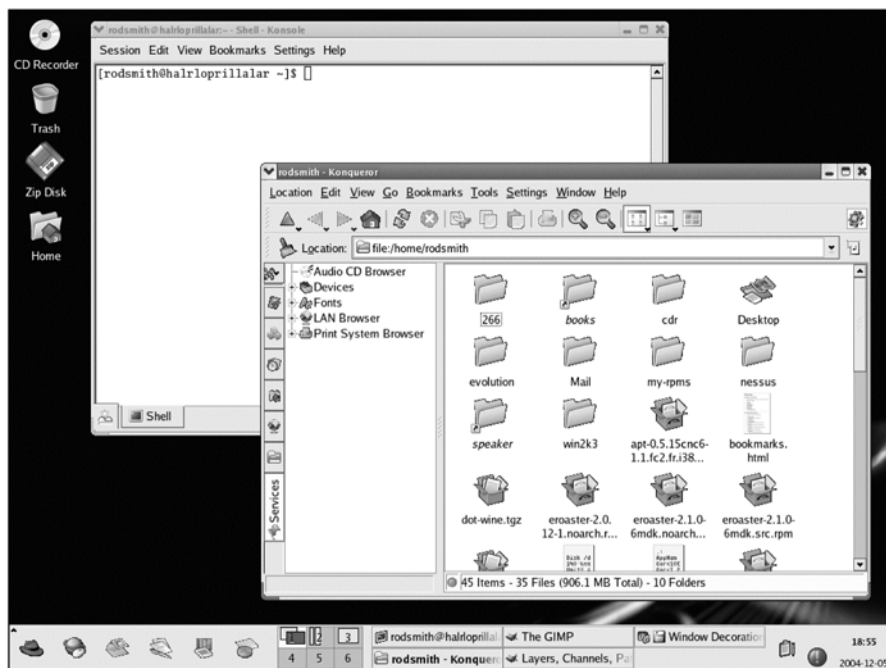 rodsmith@halrloprillalar:~ - Shell - Konsole
Session Edit View Bookmarks Settings Help
[rodsmith@halrloprillalar ~]$
CD Recorder
Trash
Zip Disk
Home
Shell
rodsmith - Konqueror
Location Edit View Go Bookmarks Tools Settings Window Help
Location: file:/home/rodsmith
Audio CD Browser
Devices
Fonts
LAN Browser
Print System Browser
Services
266 books cdr Desktop
evolution Mail my-rpms nessus
speaker win2k3 apt-0.5.15cnc6-1.1.fc2.fr.i38... bookmarks.html
dot-wine.tgz eroaster-2.0.12-1.noarch.r... eroaster-2.1.0-6mdk.noarch... eroaster-2.1.0-6mdk.src.rpm
45 Items - 35 Files (906.1 MB Total) - 10 Folders
1 2 3
4 5 6
rodsmith@halrloprillal The GIMP Window Decoration
rodsmith - Konquero Layers, Channels, Pa
18:55
2004-12-05